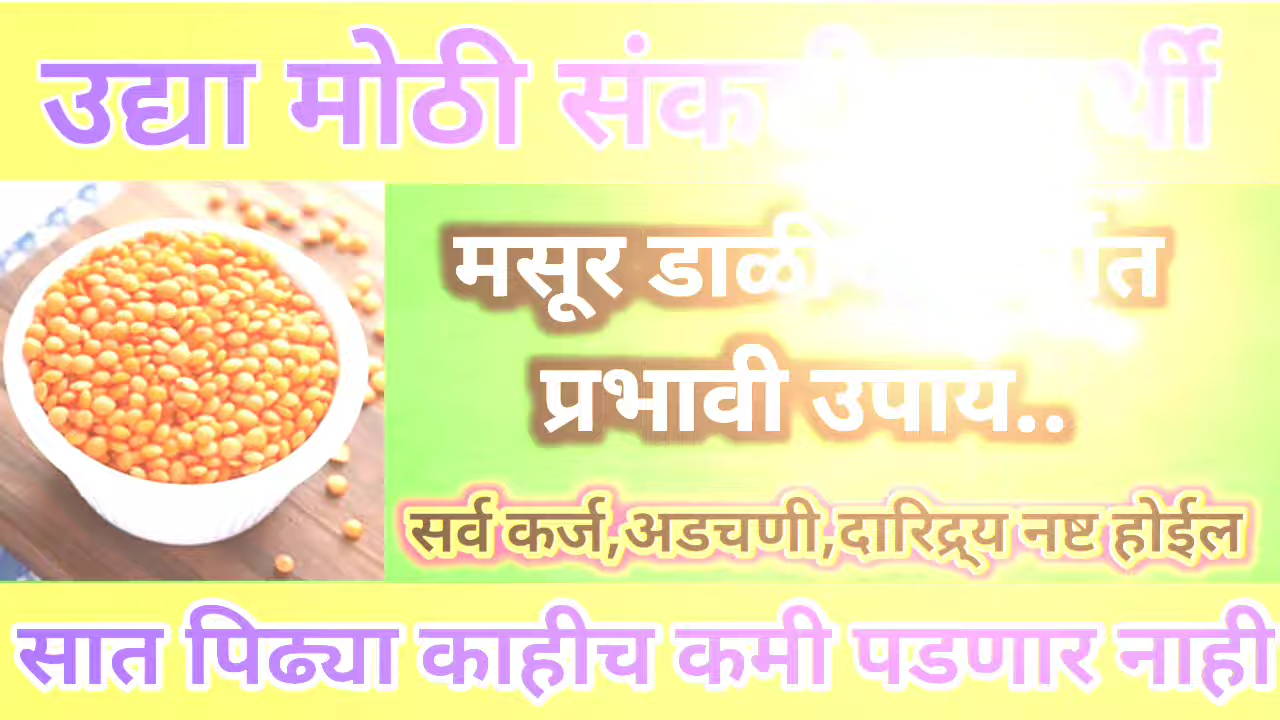 उद्या मोठी
मसूर डाळीचा
प्रभावी उपाय..
सर्व कर्ज,अडचणी,दारिद्र्य नष्ट होईल
सात पिढ्या काहीच कमी पडणार नाही